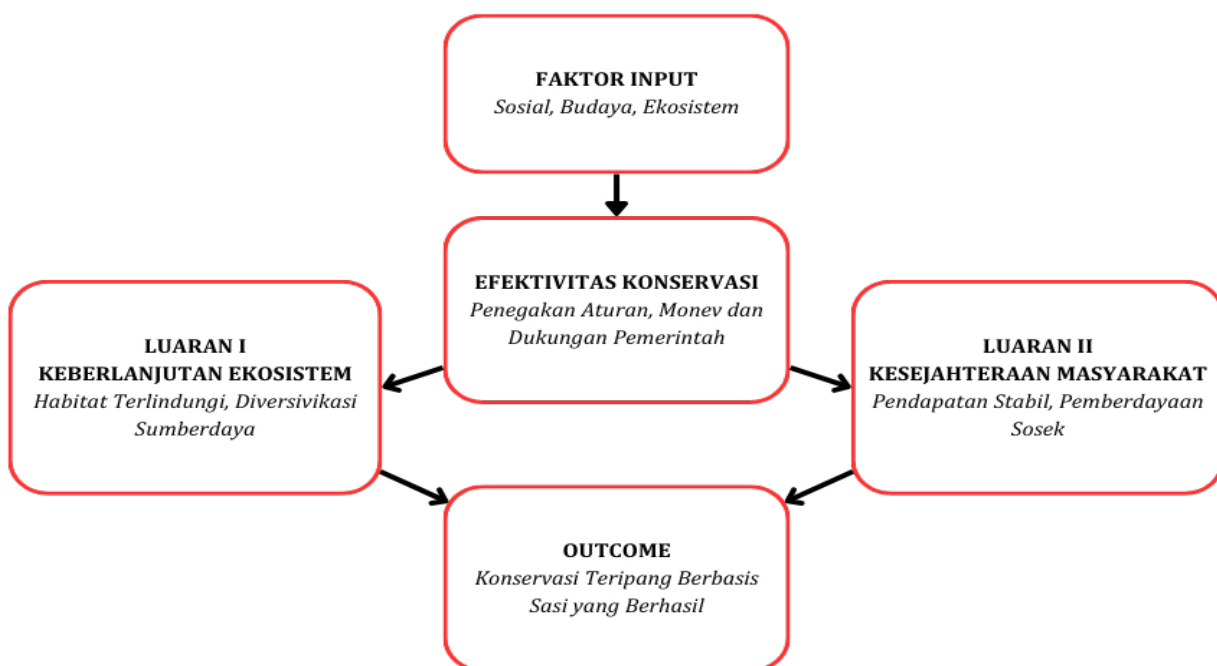 FAKTOR INPUT
Sosial, Budaya, Ekosistem
EFEKTIVITAS KONSERVASI
Penegakan Aturan, Monev dan
Dukungan Pemerintah
LUARAN I
KEBERLANJUTAN EKOSISTEM
Habitat Terlindungi, Diversivikasi
Sumberdaya
LUARAN II
KESEJAHTERAAN MASYARAKAT
Pendapatan Stabil, Pemberdayaan
Sosek
OUTCOME
Konservasi Teripang Berbasis
Sasi yang Berhasil